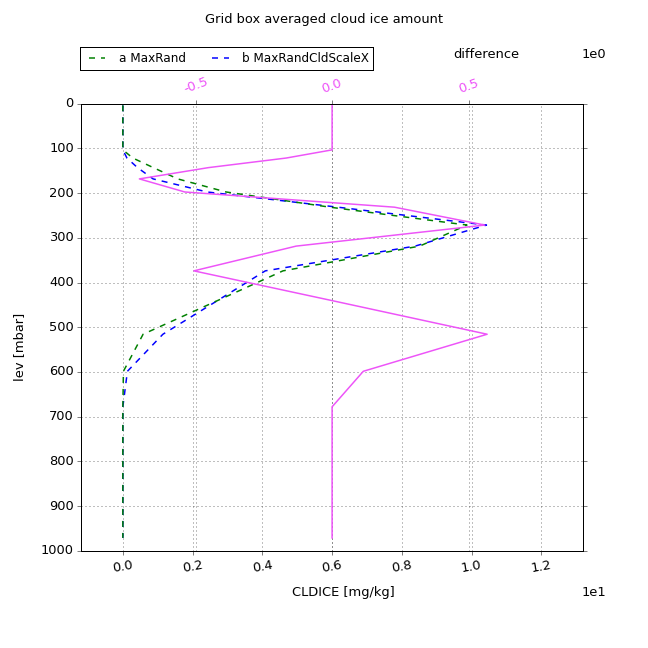 Grid box averaged cloud ice amount
a MaxRand b MaxRandCldScaleX difference 1e0
-0.5 0.0 0.5
0
100
200
300
400
500
600
700
800
900
1000
lev [mbar]
0.0 0.2 0.4 0.6 0.8 1.0 1.2
CLDICE [mg/kg] 1e1